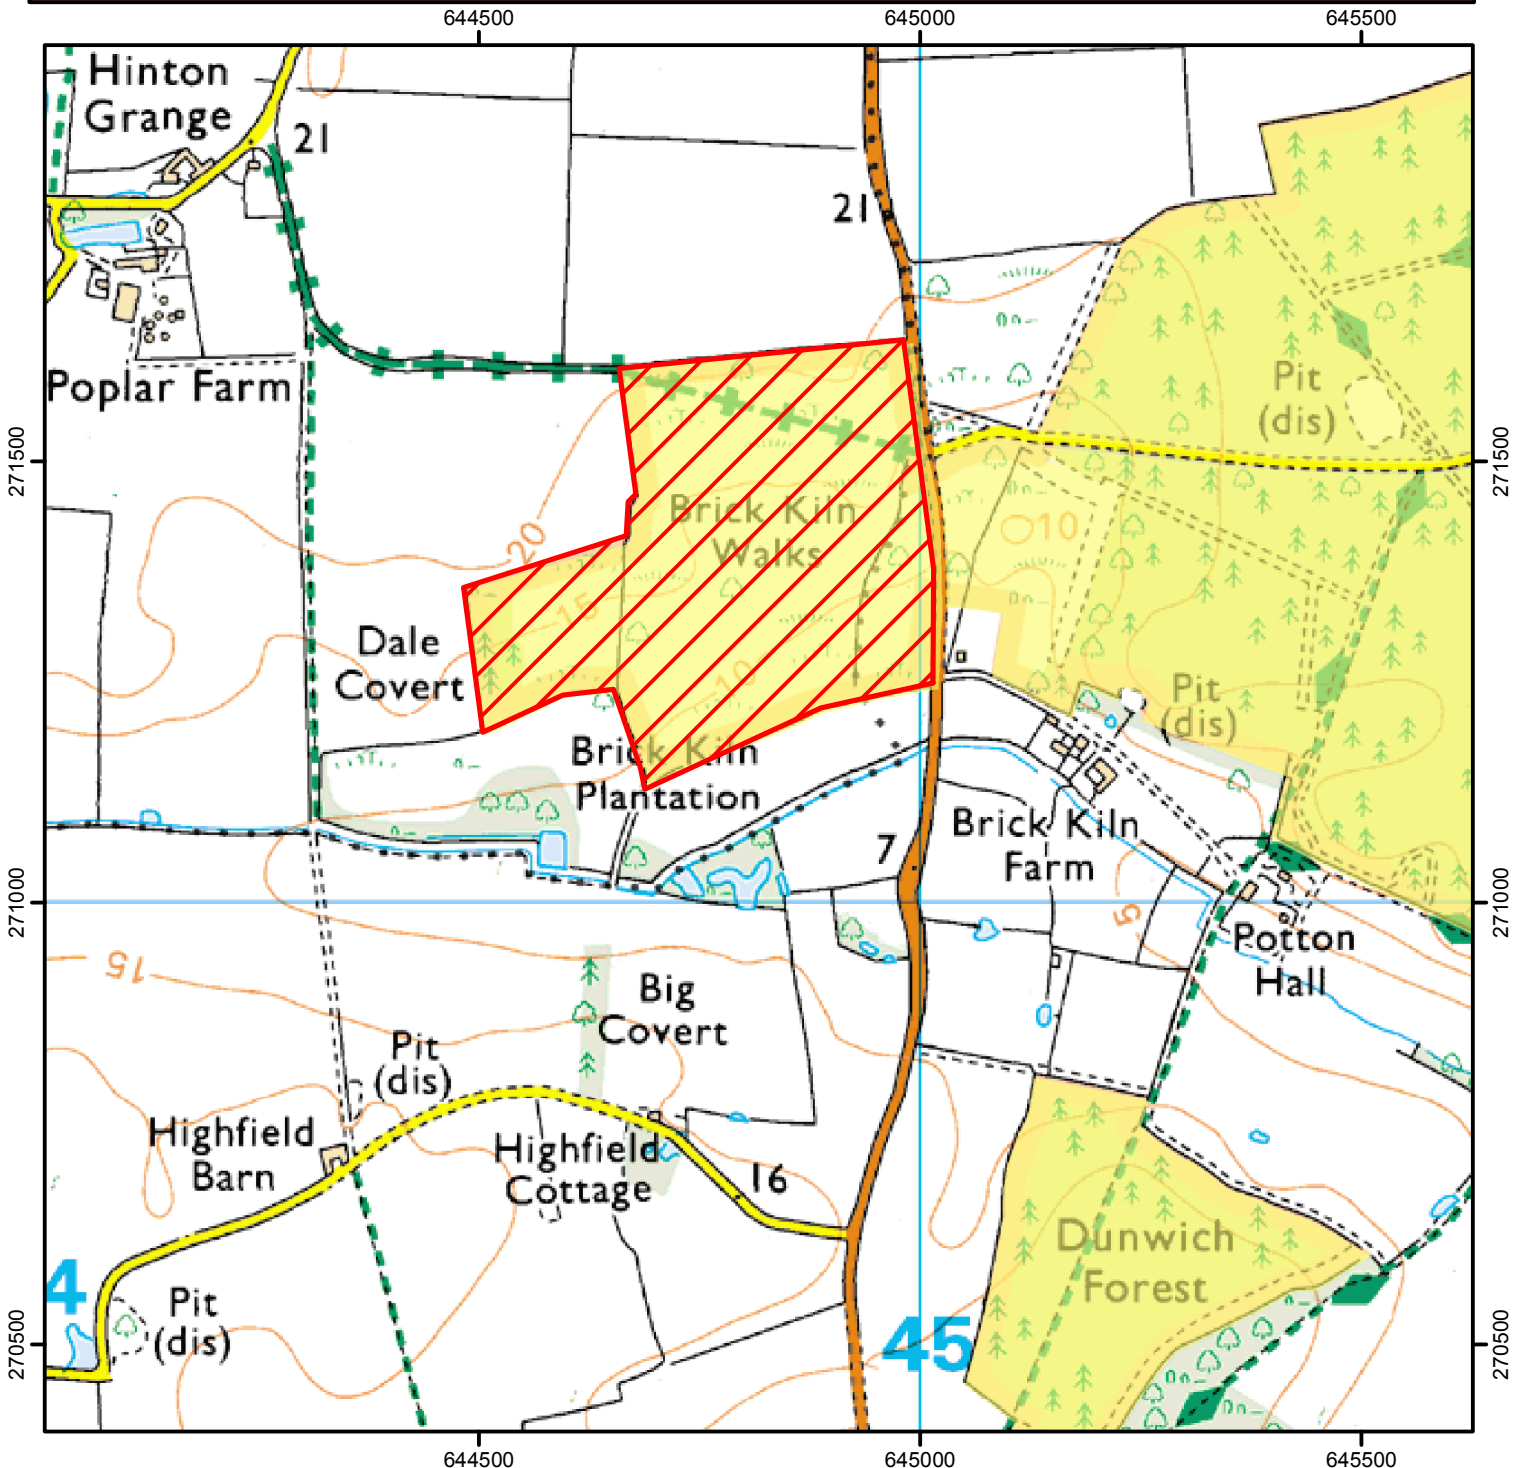 644500
645000
645500
Hinton
Grange
21
21
Poplar Farm
Pit
(dis)
271500
271500
20
Brick Kiln
Walks
10
15
Dale
Covert
10
Pit
(dis)
Brick Kiln
Plantation
Brick Kiln
Farm
7
5
271000
271000
Potton
Hall
15
Big
Covert
Pit
(dis)
Highfield
Barn
Highfield
Cottage
16
Dunwich
Forest
4
Pit
(dis)
45
270500
270500
644500
645000
645500